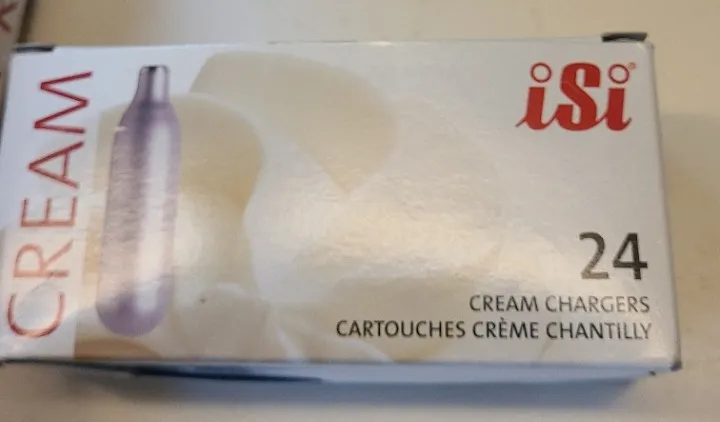 CREAM
iSi®
24
CREAM CHARGERS
CARTOUCHES CRÈME CHANTILLY